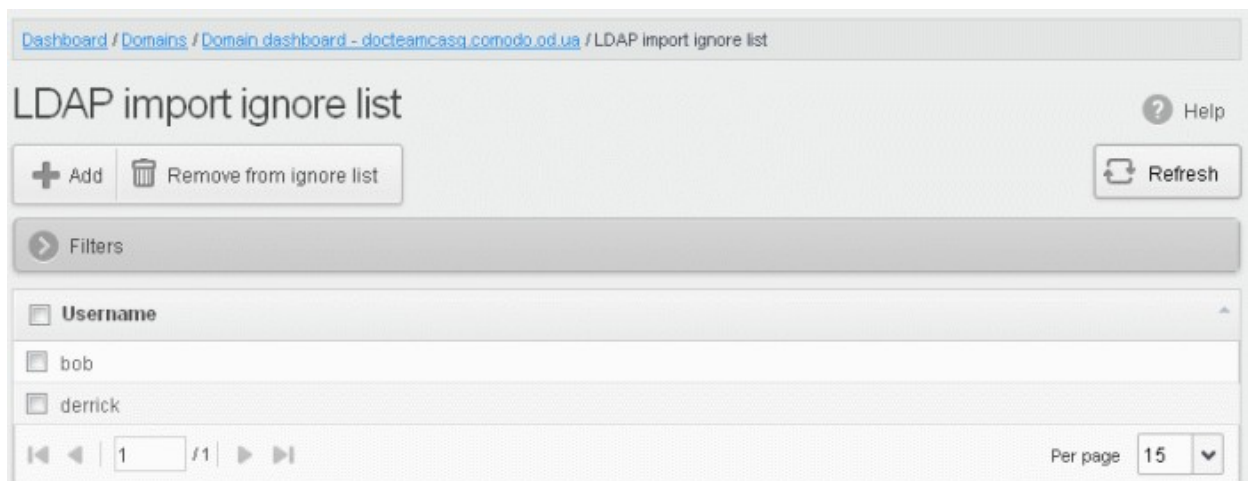 Dashboard / Domains / Domain dashboard - docteamcasg.comodo.od.ua / LDAP import ignore list
LDAP import ignore list
Help
Add
Remove from ignore list
Refresh
Filters
Username
bob
derrick
1 / 1
Per page 15